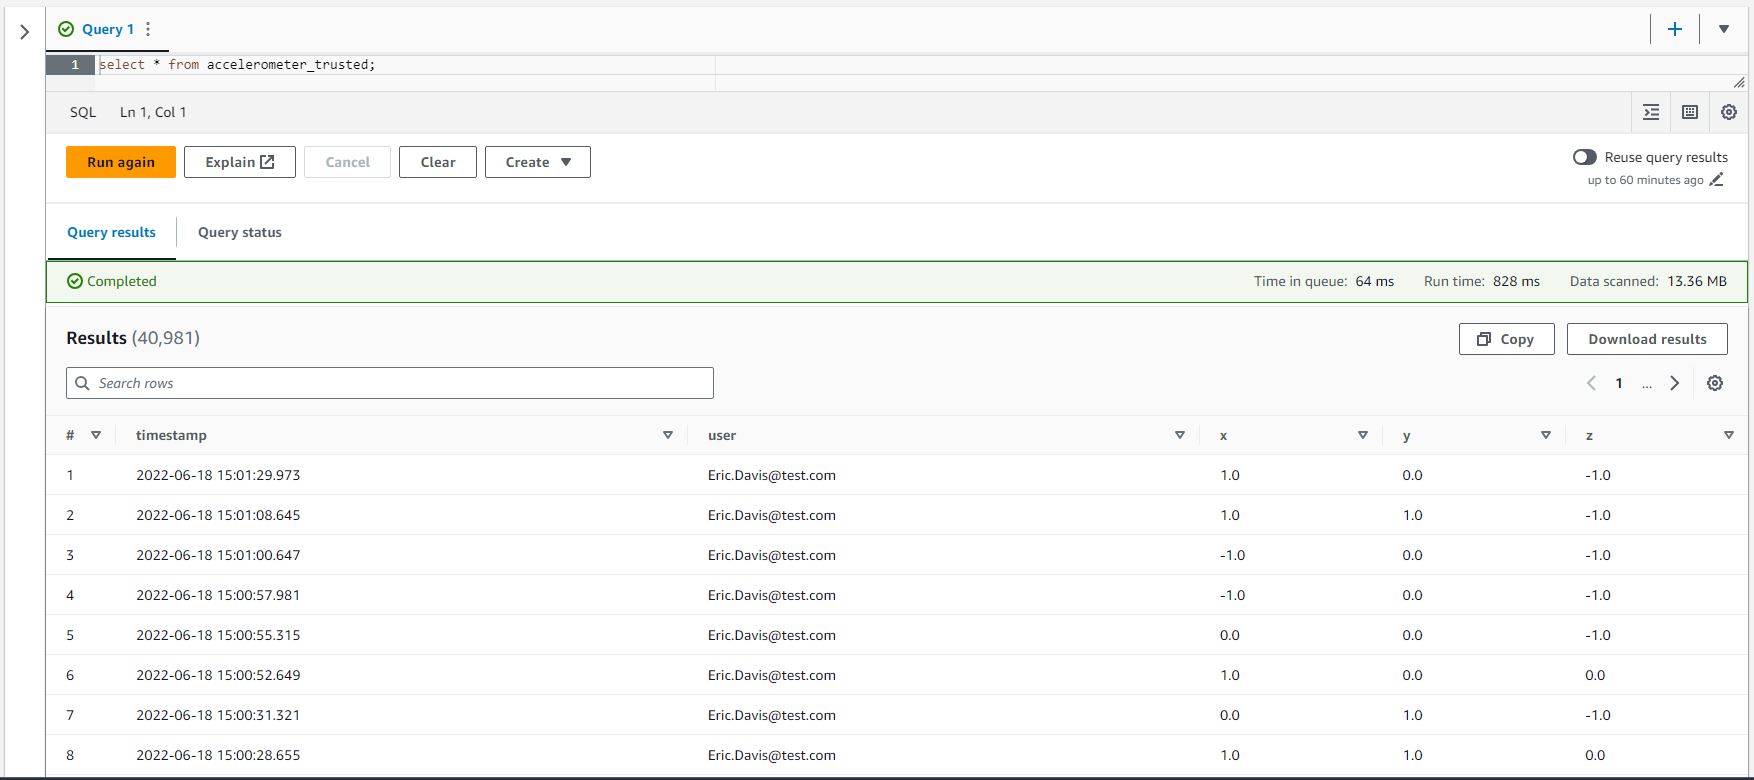 Query 1
1 select * from accelerometer_trusted;
SQL Ln 1, Col 1
Run again Explain Cancel Clear Create Reuse query results
up to 60 minutes ago
Query results Query status
Completed Time in queue: 64 ms Run time: 828 ms Data scanned: 13.36 MB
Results (40,981) Copy Download results
Search rows 1 ...
# timestamp user x y z
1 2022-06-18 15:01:29.973 Eric.Davis@test.com 1.0 0.0 -1.0
2 2022-06-18 15:01:08.645 Eric.Davis@test.com 1.0 1.0 -1.0
3 2022-06-18 15:01:00.647 Eric.Davis@test.com -1.0 0.0 -1.0
4 2022-06-18 15:00:57.981 Eric.Davis@test.com -1.0 0.0 -1.0
5 2022-06-18 15:00:55.315 Eric.Davis@test.com 0.0 0.0 -1.0
6 2022-06-18 15:00:52.649 Eric.Davis@test.com 1.0 0.0 0.0
7 2022-06-18 15:00:31.321 Eric.Davis@test.com 0.0 1.0 -1.0
8 2022-06-18 15:00:28.655 Eric.Davis@test.com 1.0 1.0 0.0